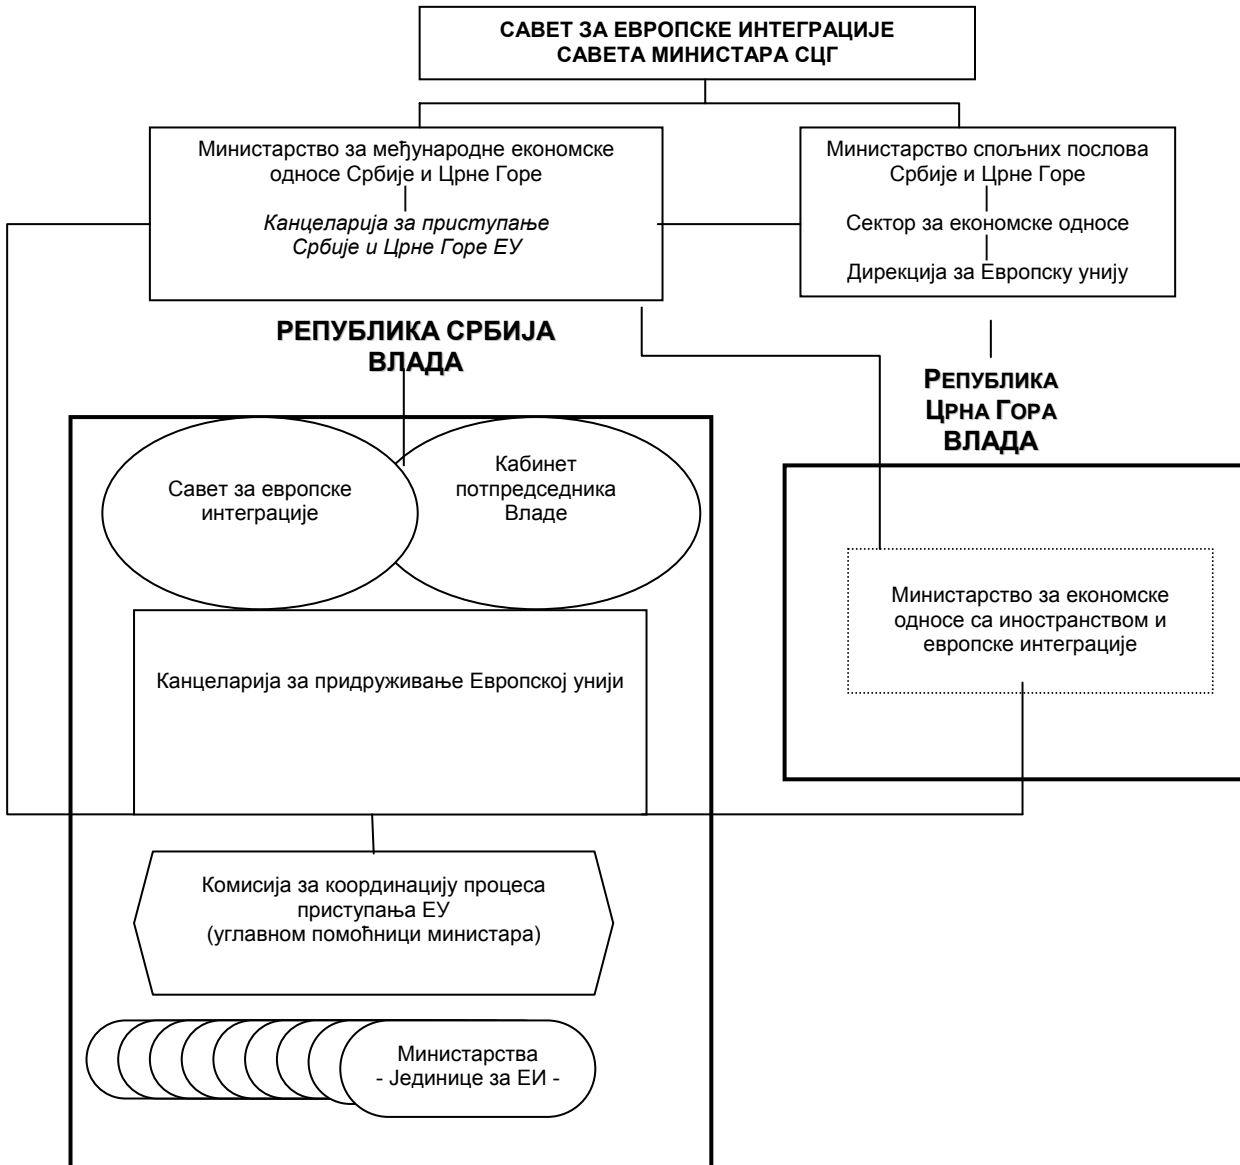 САВЕТ ЗА ЕВРОПСКЕ ИНТЕГРАЦИЈЕ
САВЕТА МИНИСТАРА СЦГ
Министарство за међународне економске
односе Србије и Црне Горе
Канцеларија за приступање
Србије и Црне Горе ЕУ
Министарство спољних послова
Србије и Црне Горе
Сектор за економске односе
Дирекција за Европску унију
РЕПУБЛИКА СРБИЈА
ВЛАДА
РЕПУБЛИКА
ЦРНА ГОРА
ВЛАДА
Савет за европске
интеграције
Кабинет
потпредседника
Владе
Министарство за економске
односе са иностранством и
европске интеграције
Канцеларија за придруживање Европској унији
Комисија за координацију процеса
приступања ЕУ
(углавном помоћници министара)
Министарства
- Јединице за ЕИ -